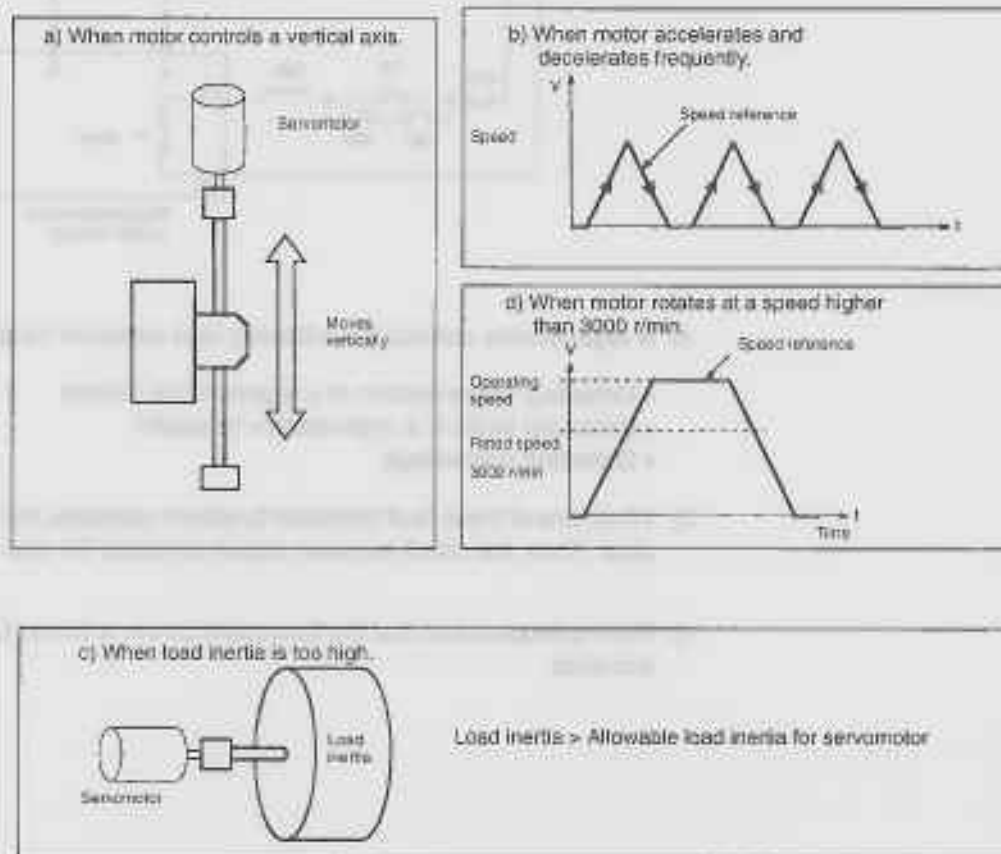 a) When motor controls a vertical axis.
Servomotor
Moves
vertically
b) When motor accelerates and
decelerates frequently.
V
Speed reference
Speed
t
d) When motor rotates at a speed higher
than 3000 r/min.
V
Speed reference
Operating
speed
Rated speed
3000 r/min
t
Time
c) When load inertia is too high.
Load
inertia
Servomotor
Load inertia > Allowable load inertia for servomotor